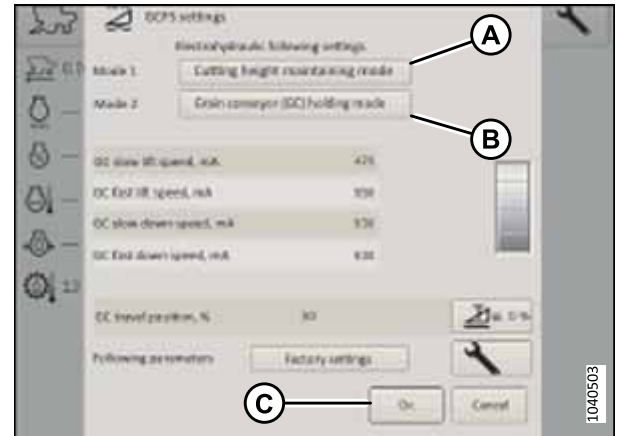 GCFS settings
Electrohydraulic following settings
Mode 1 Cutting height maintaining mode
Mode 2 Grain conveyor (GC) holding mode
GC slow lift speed, mA
GC fast lift speed, mA
GC slow down speed, mA
GC fast down speed, mA
GC travel position, %
Following parameters Factory settings
Ok Cancel
A
B
C
1040503